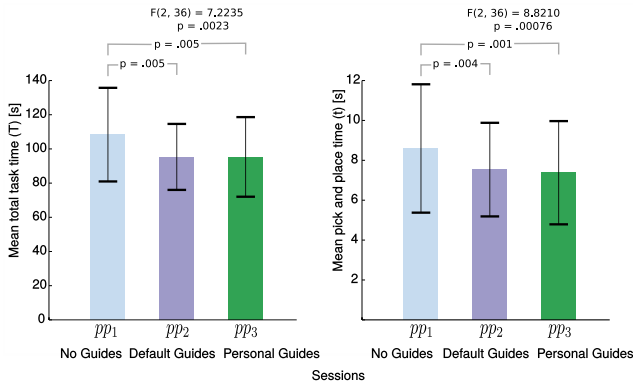 F(2, 36) = 7.2235
p = .0023
p = .005
p = .005
Mean total task time (T) [s]
140
120
100
80
60
40
20
0
pp1
pp2
pp3
No Guides
Default Guides
Personal Guides
F(2, 36) = 8.8210
p = .00076
p = .001
p = .004
Mean pick and place time (t) [s]
12
10
8
6
4
2
pp1
pp2
pp3
No Guides
Default Guides
Personal Guides
Sessions